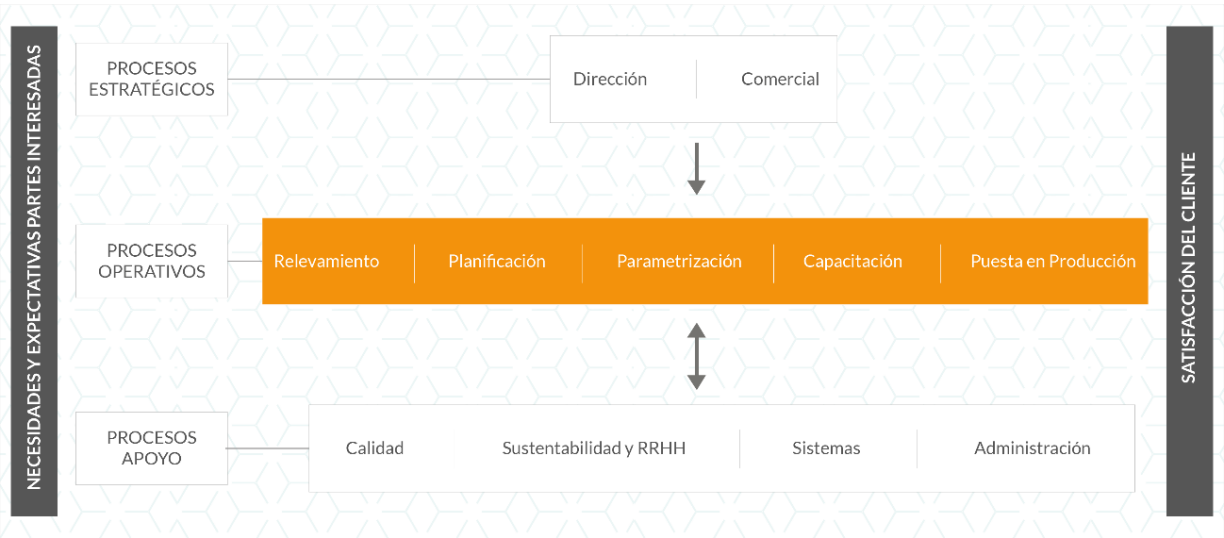 NECESIDADES Y EXPECTATIVAS PARTES INTERESADAS
PROCESOS
ESTRATÉGICOS
Dirección
Comercial
PROCESOS
OPERATIVOS
Relevamiento
Planificación
Parametrización
Capacitación
Puesta en Producción
PROCESOS
APOYO
Calidad
Sustentabilidad y RRHH
Sistemas
Administración
SATISFACCIÓN DEL CLIENTE